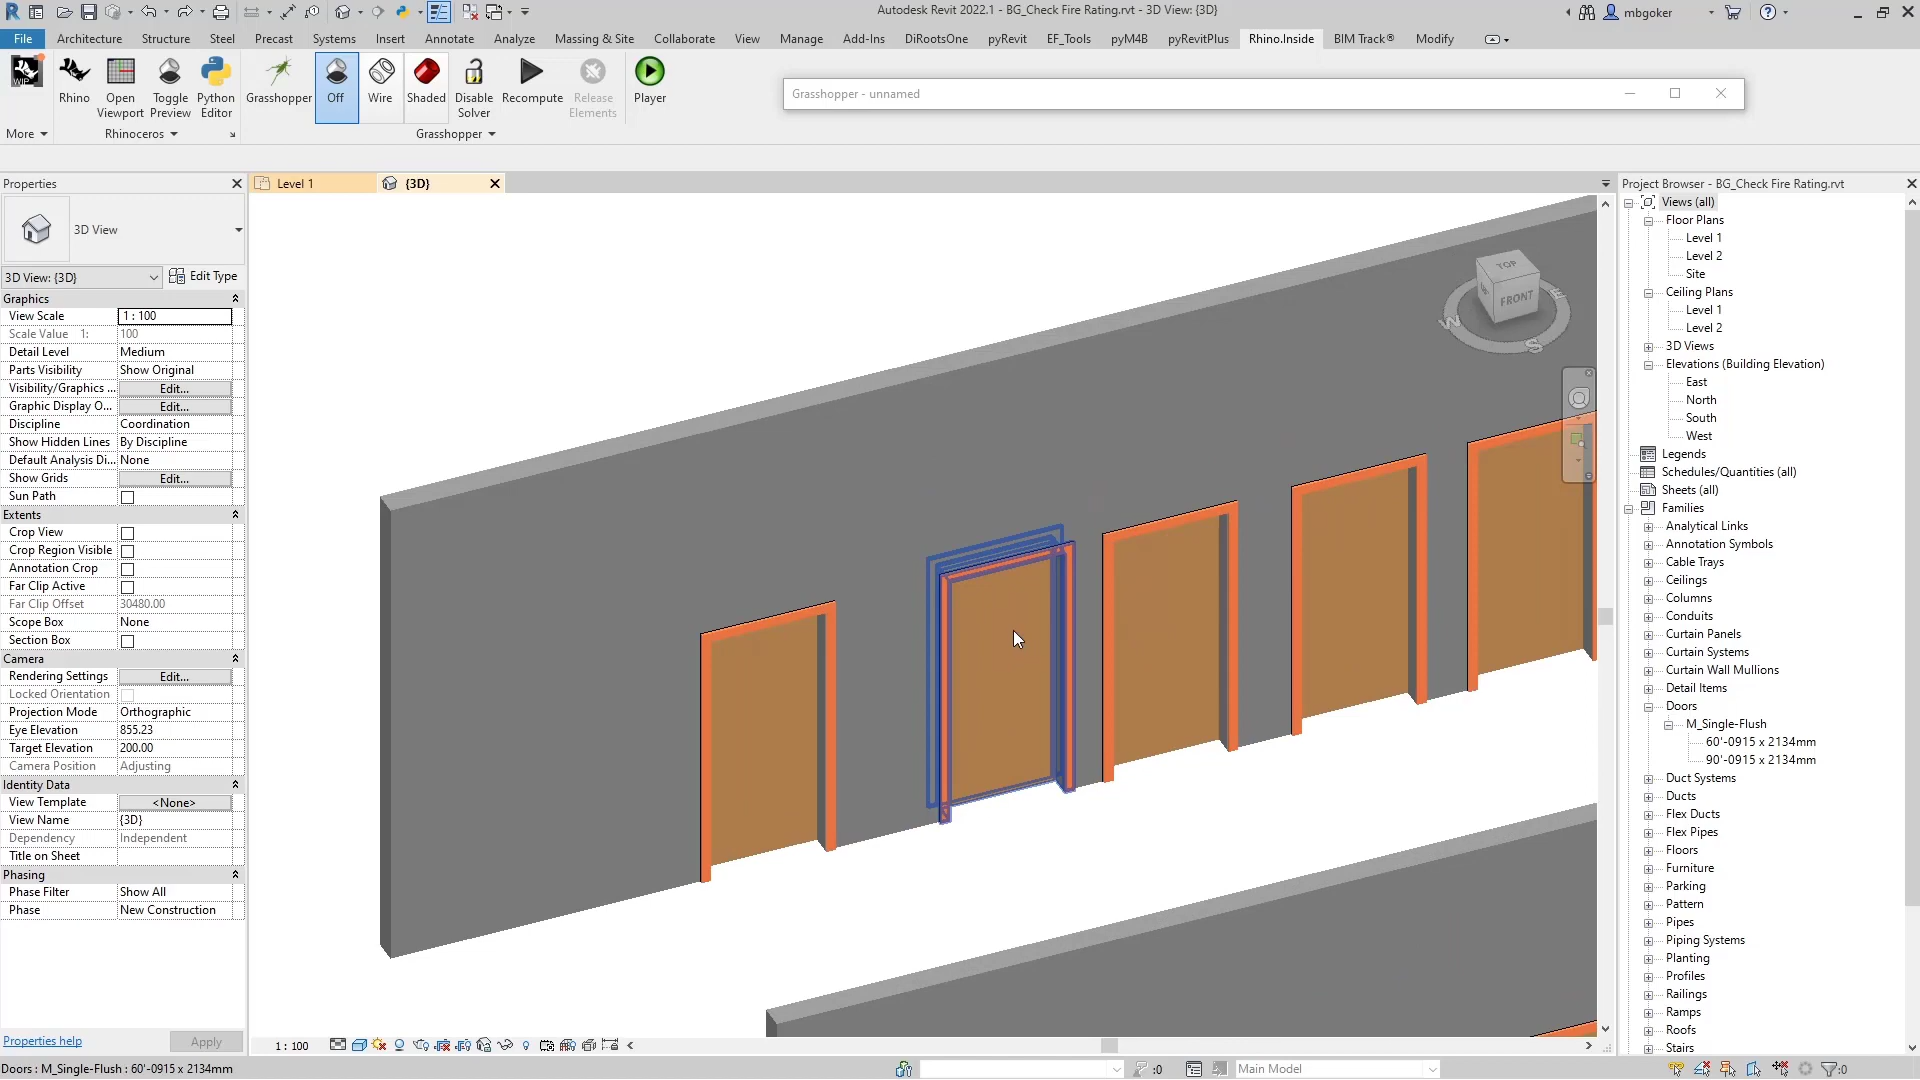 Autodesk Revit 2022.1 - BG_Check Fire Rating.rvt - 3D View: {3D}
mbgoker
File
Architecture
Structure
Steel
Precast
Systems
Insert
Annotate
Analyze
Massing & Site
Collaborate
View
Manage
Add-Ins
DiRootsOne
pyRevit
EF_Tools
pyM4B
pyRevitPlus
Rhino.Inside
BIM Track®
Modify
WIP
Rhino
Open Viewport
Toggle Preview
Python Editor
Grasshopper
Off
Wire
Shaded
Disable Solver
Recompute
Release Elements
Player
More
Rhinoceros
Grasshopper
Grasshopper - unnamed
Properties
Level 1
{3D}
3D View
3D View: {3D}
Edit Type
Graphics
View Scale 1 : 100
Scale Value 1: 100
Detail Level Medium
Parts Visibility Show Original
Visibility/Graphics ... Edit...
Graphic Display O... Edit...
Discipline Coordination
Show Hidden Lines By Discipline
Default Analysis Di... None
Show Grids Edit...
Sun Path
Extents
Crop View
Crop Region Visible
Annotation Crop
Far Clip Active
Far Clip Offset 30480.00
Scope Box None
Section Box
Camera
Rendering Settings Edit...
Locked Orientation
Projection Mode Orthographic
Eye Elevation 855.23
Target Elevation 200.00
Camera Position Adjusting
Identity Data
View Template <None>
View Name {3D}
Dependency Independent
Title on Sheet
Phasing
Phase Filter Show All
Phase New Construction
Properties help
Apply
TOP
FRONT
W
S
E
1 : 100
Project Browser - BG_Check Fire Rating.rvt
Views (all)
Floor Plans
Level 1
Level 2
Site
Ceiling Plans
Level 1
Level 2
3D Views
Elevations (Building Elevation)
East
North
South
West
Legends
Schedules/Quantities (all)
Sheets (all)
Families
Analytical Links
Annotation Symbols
Cable Trays
Ceilings
Columns
Conduits
Curtain Panels
Curtain Systems
Curtain Wall Mullions
Detail Items
Doors
M_Single-Flush
60'-0915 x 2134mm
90'-0915 x 2134mm
Duct Systems
Ducts
Flex Ducts
Flex Pipes
Floors
Furniture
Parking
Pattern
Pipes
Piping Systems
Planting
Profiles
Railings
Ramps
Roofs
Stairs
Doors : M_Single-Flush : 60'-0915 x 2134mm
:0
Main Model
:0